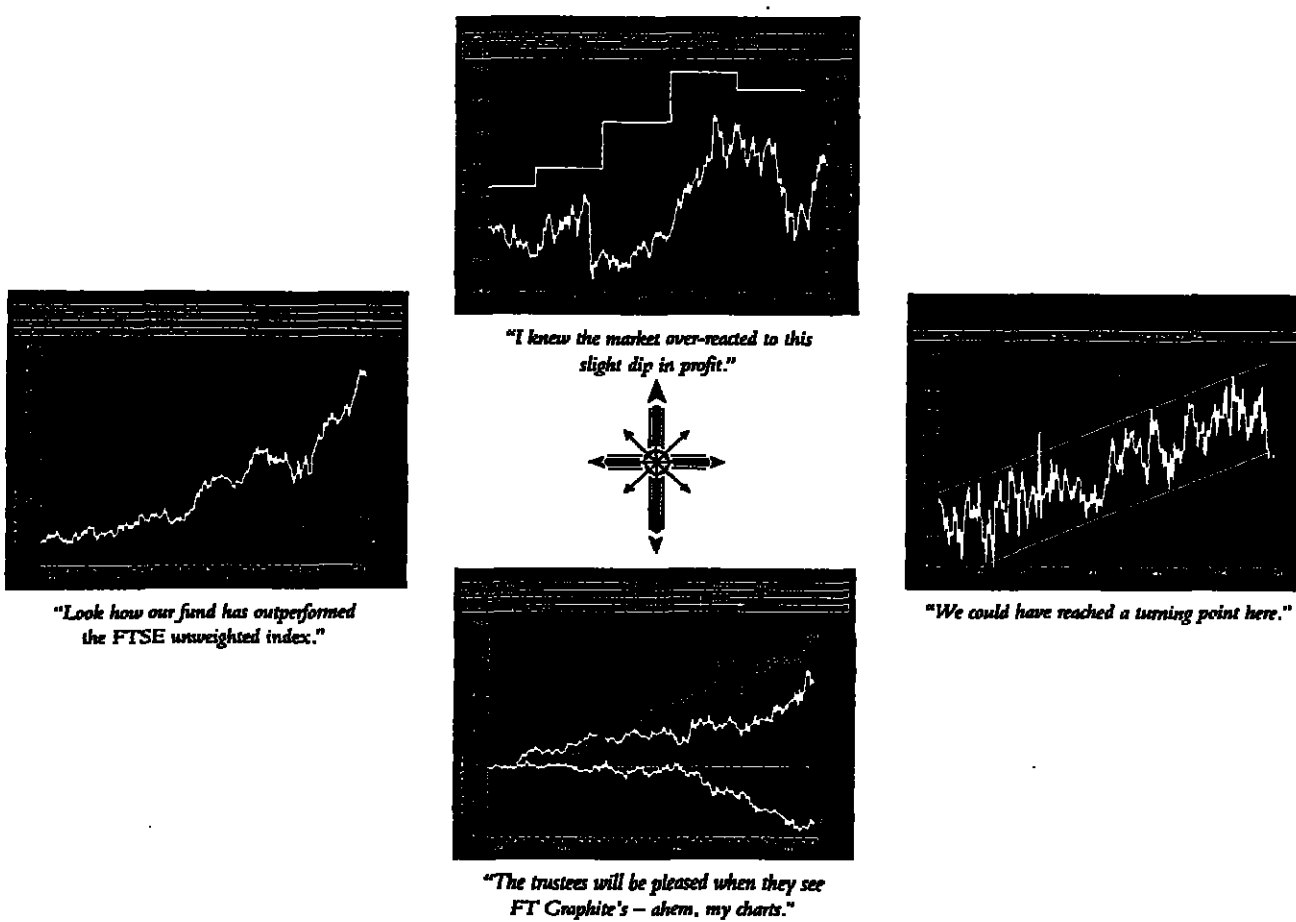 "I knew the market over-reacted to this
slight dip in profit."
"Look how our fund has outperformed
the FTSE unweighted index."
"We could have reached a turning point here."
"The trustees will be pleased when they see
FT Graphite's – ahem, my charts."